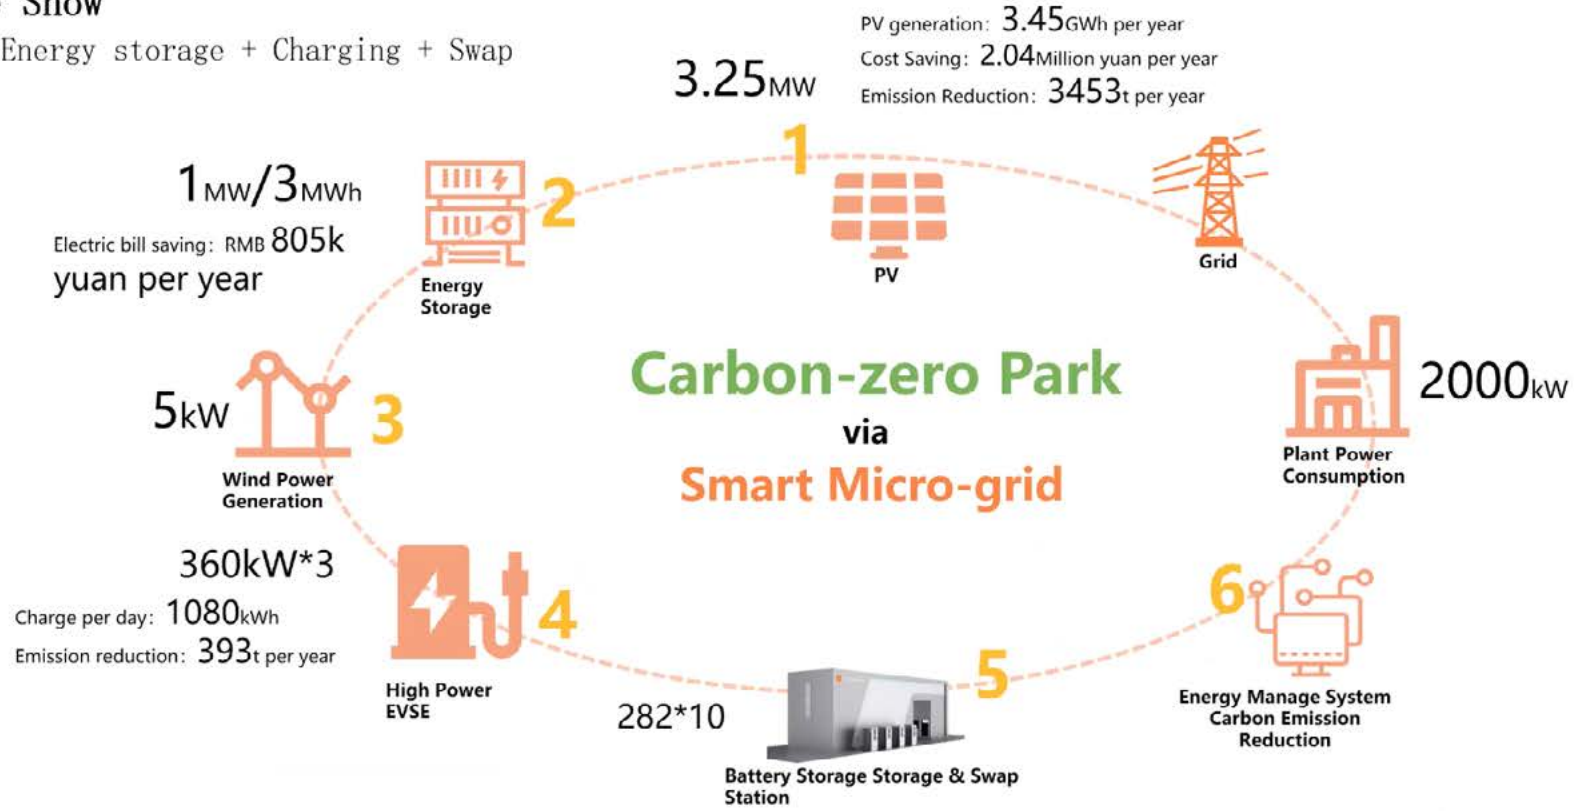 Show
Energy storage + Charging + Swap
PV generation: 3.45GWh per year
Cost Saving: 2.04Million yuan per year
Emission Reduction: 3453t per year
3.25MW
1
PV
Grid
1MW/3MWh
Electric bill saving: RMB 805k
yuan per year
2
Energy
Storage
Carbon-zero Park
via
Smart Micro-grid
2000kW
Plant Power
Consumption
5kW
3
Wind Power
Generation
360kW*3
Charge per day: 1080kWh
Emission reduction: 393t per year
4
High Power
EVSE
282*10
5
Battery Storage Storage & Swap
Station
6
Energy Manage System
Carbon Emission
Reduction